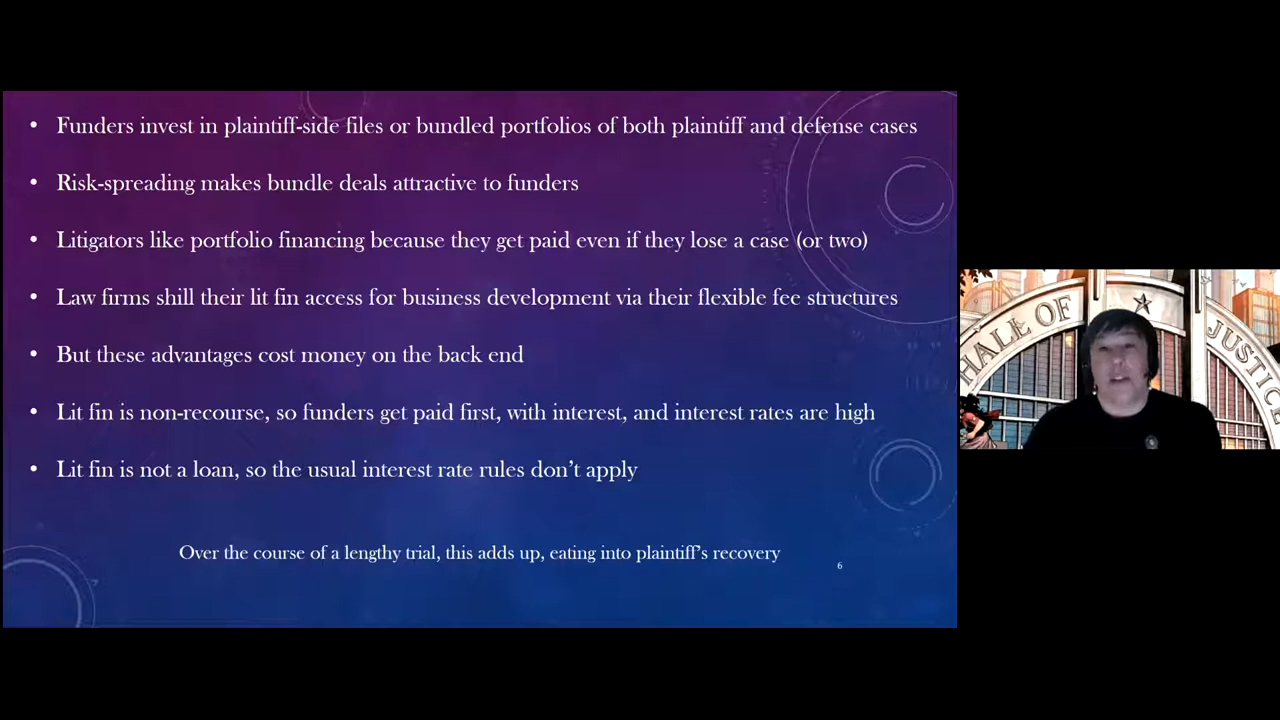 • Funders invest in plaintiff-side files or bundled portfolios of both plaintiff and defense cases
• Risk-spreading makes bundle deals attractive to funders
• Litigators like portfolio financing because they get paid even if they lose a case (or two)
• Law firms shill their lit fin access for business development via their flexible fee structures
• But these advantages cost money on the back end
• Lit fin is non-recourse, so funders get paid first, with interest, and interest rates are high
• Lit fin is not a loan, so the usual interest rate rules don’t apply
Over the course of a lengthy trial, this adds up, eating into plaintiff’s recovery
6
HALL OF JUSTICE